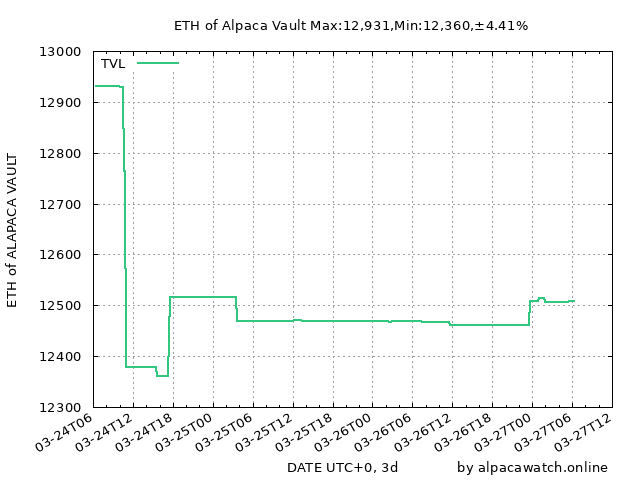 ETH of Alpaca Vault Max:12,931,Min:12,360,±4.41%
TVL
13000
12900
12800
12700
12600
12500
12400
12300
ETH of ALAPACA VAULT
03-24T06
03-24T12
03-24T18
03-25T00
03-25T06
03-25T12
03-25T18
03-26T00
03-26T06
03-26T12
03-26T18
03-27T00
03-27T06
03-27T12
DATE UTC+0, 3d
by alpacawatch.online